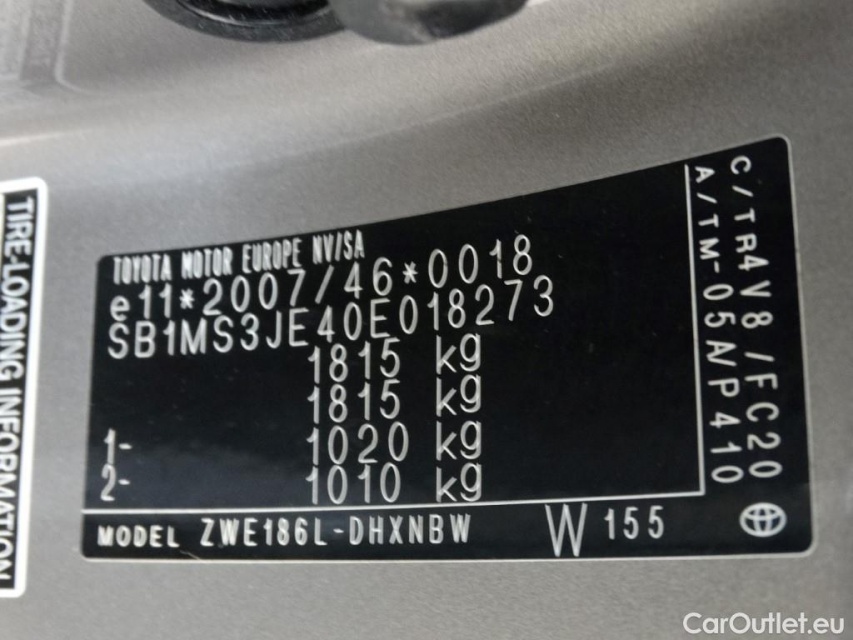 TOYOTA MOTOR EUROPE NV/SA
e11*2007/46*0018
SB1MS3JE40E018273
1815 kg
1815 kg
1- 1020 kg
2- 1010 kg
MODEL ZWE186L-DHXNBW W155
C/TR4V8/FC20
A/TM-05A/P410
TIRE-LOADING INFORMATION
CarOutlet.eu